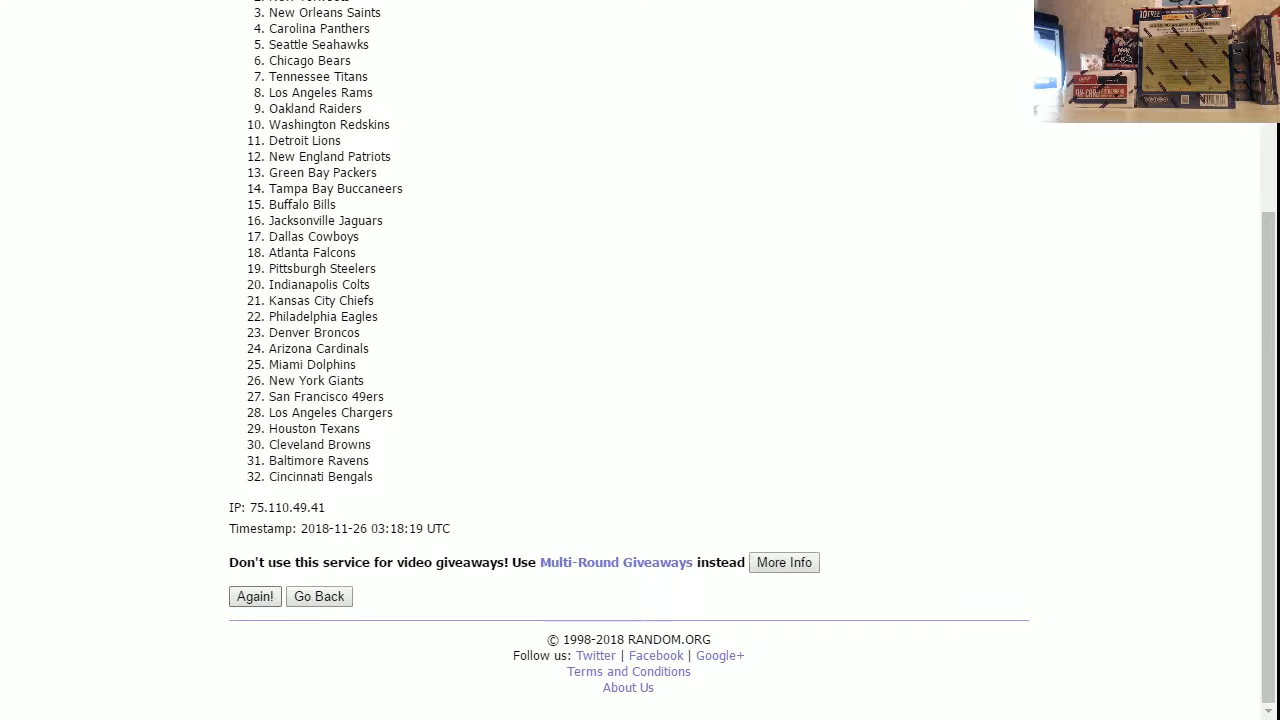 3. New Orleans Saints
4. Carolina Panthers
5. Seattle Seahawks
6. Chicago Bears
7. Tennessee Titans
8. Los Angeles Rams
9. Oakland Raiders
10. Washington Redskins
11. Detroit Lions
12. New England Patriots
13. Green Bay Packers
14. Tampa Bay Buccaneers
15. Buffalo Bills
16. Jacksonville Jaguars
17. Dallas Cowboys
18. Atlanta Falcons
19. Pittsburgh Steelers
20. Indianapolis Colts
21. Kansas City Chiefs
22. Philadelphia Eagles
23. Denver Broncos
24. Arizona Cardinals
25. Miami Dolphins
26. New York Giants
27. San Francisco 49ers
28. Los Angeles Chargers
29. Houston Texans
30. Cleveland Browns
31. Baltimore Ravens
32. Cincinnati Bengals
IP: 75.110.49.41
Timestamp: 2018-11-26 03:18:19 UTC
Don't use this service for video giveaways! Use Multi-Round Giveaways instead More Info
Again! Go Back
© 1998-2018 RANDOM.ORG
Follow us: Twitter | Facebook | Google+
Terms and Conditions
About Us